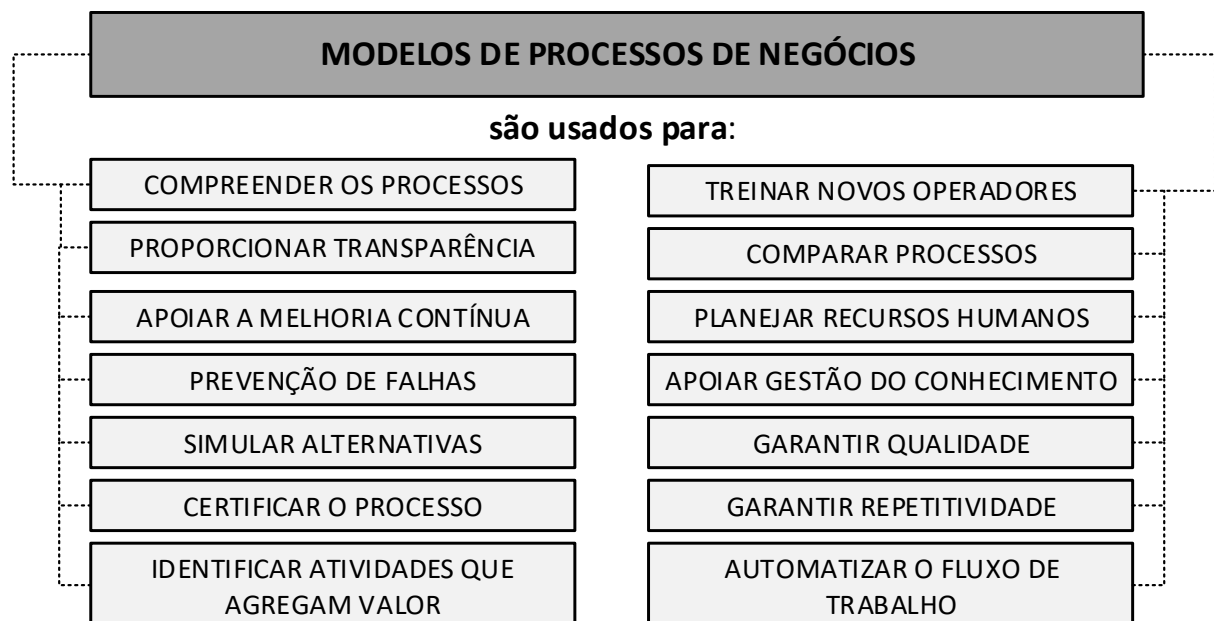 MODELOS DE PROCESSOS DE NEGÓCIOS
são usados para:
COMPREENDER OS PROCESSOS
PROPORCIONAR TRANSPARÊNCIA
APOIAR A MELHORIA CONTÍNUA
PREVENÇÃO DE FALHAS
SIMULAR ALTERNATIVAS
CERTIFICAR O PROCESSO
IDENTIFICAR ATIVIDADES QUE
AGREGAM VALOR
TREINAR NOVOS OPERADORES
COMPARAR PROCESSOS
PLANEJAR RECURSOS HUMANOS
APOIAR GESTÃO DO CONHECIMENTO
GARANTIR QUALIDADE
GARANTIR REPETITIVIDADE
AUTOMATIZAR O FLUXO DE
TRABALHO